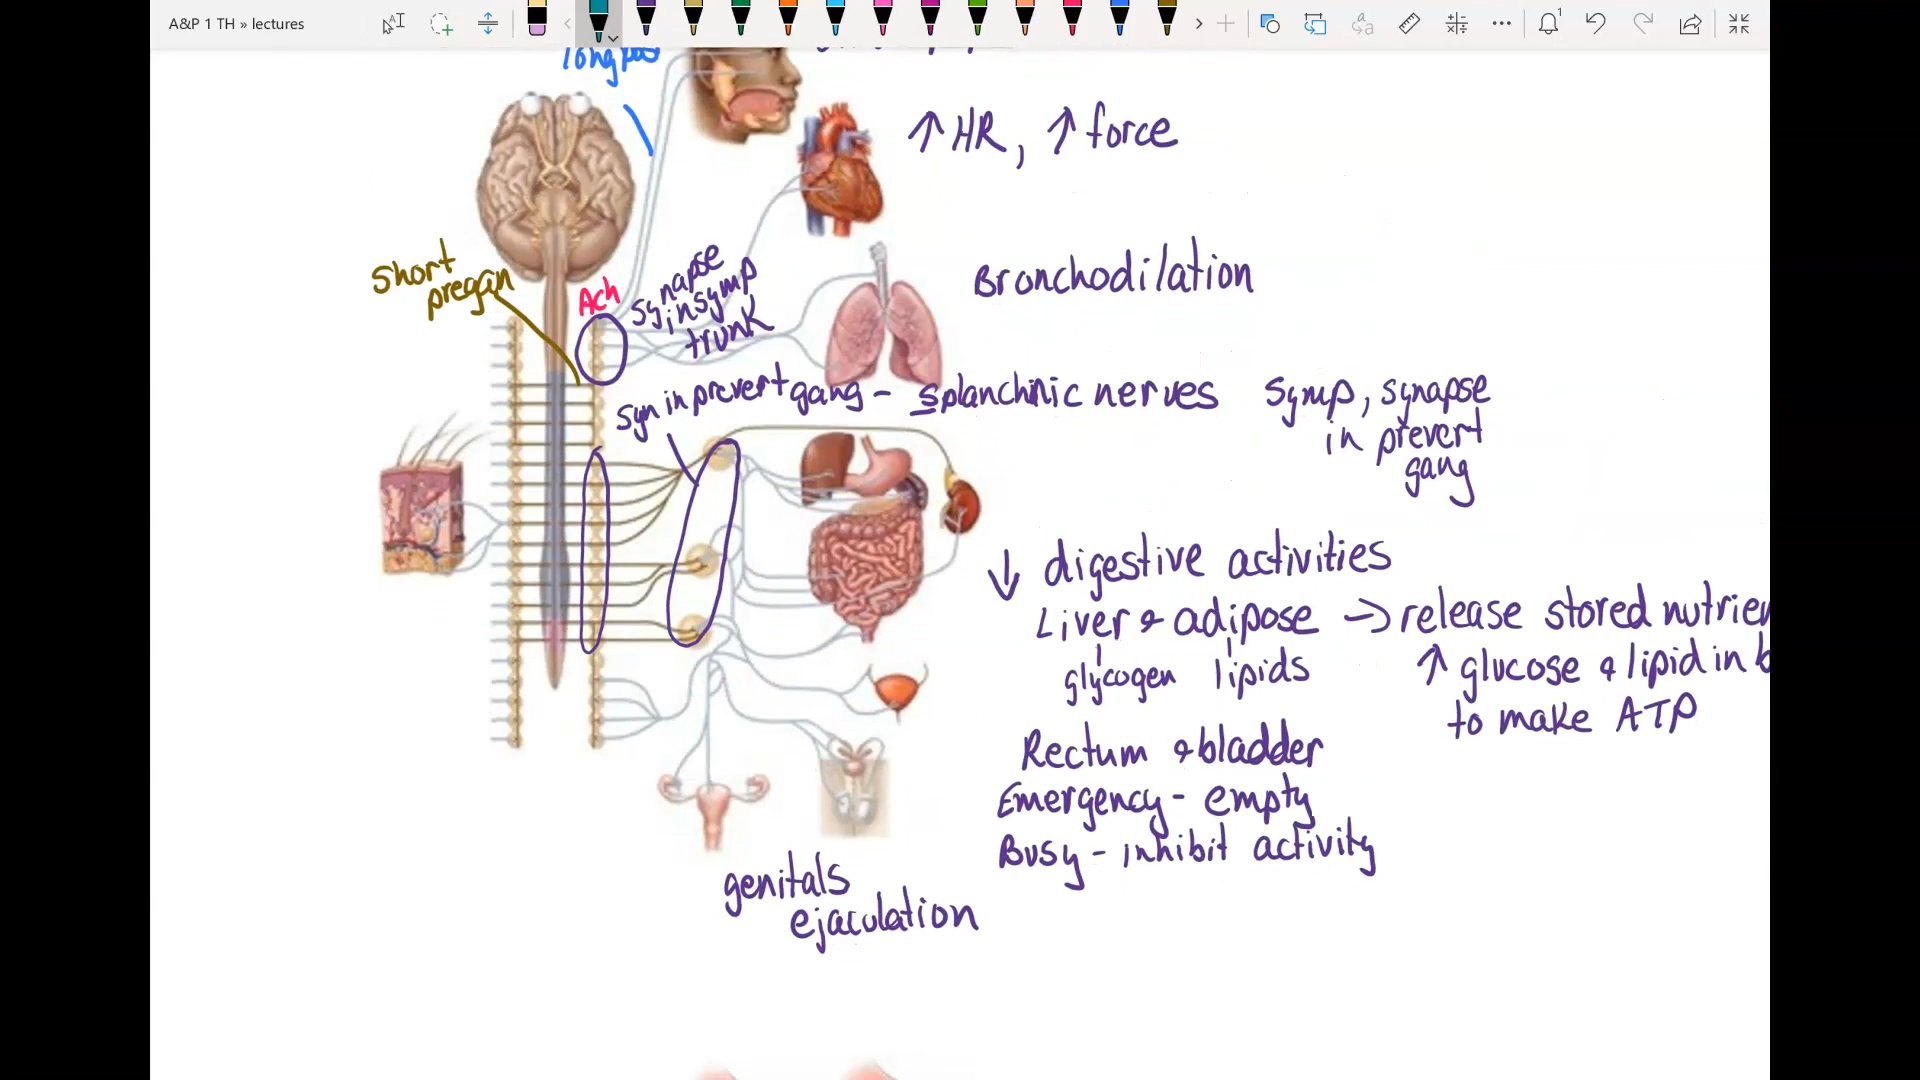 A&P 1 TH » lectures
long pos
↑ HR, ↑ force
Short
pregan
Ach
synapse
in symp
trunk
Bronchodilation
syn in prevert gang - splanchnic nerves
Symp, synapse
in prevert
gang
↓ digestive activities
Liver & adipose → release stored nutrien
glycogen lipids
↑ glucose & lipid in b
to make ATP
Rectum & bladder
Emergency - empty
Busy - inhibit activity
genitals
ejaculation